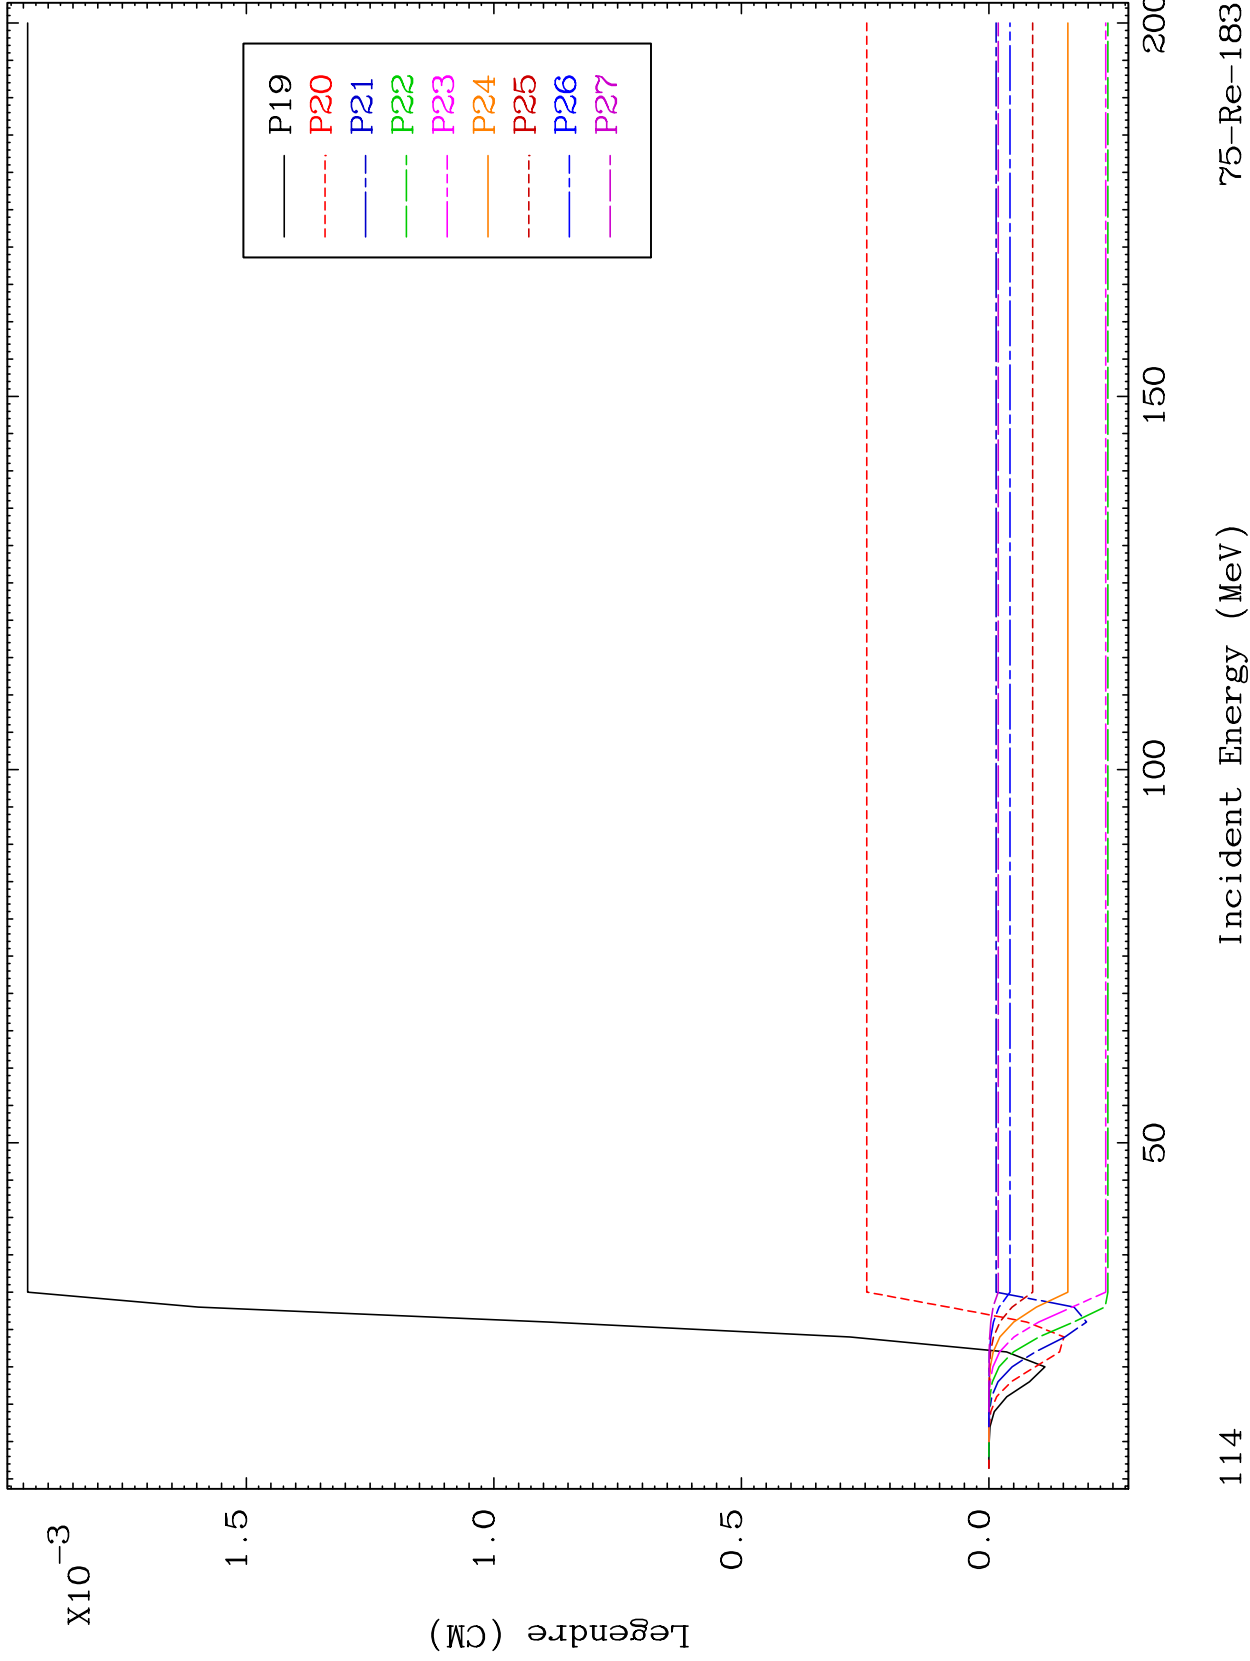 X10-3
1.5
1.0
0.5
0.0
Legendre (CM)
P19
P20
P21
P22
P23
P24
P25
P26
P27
50
100
150
200
Incident Energy (MeV)
114
75-Re-183